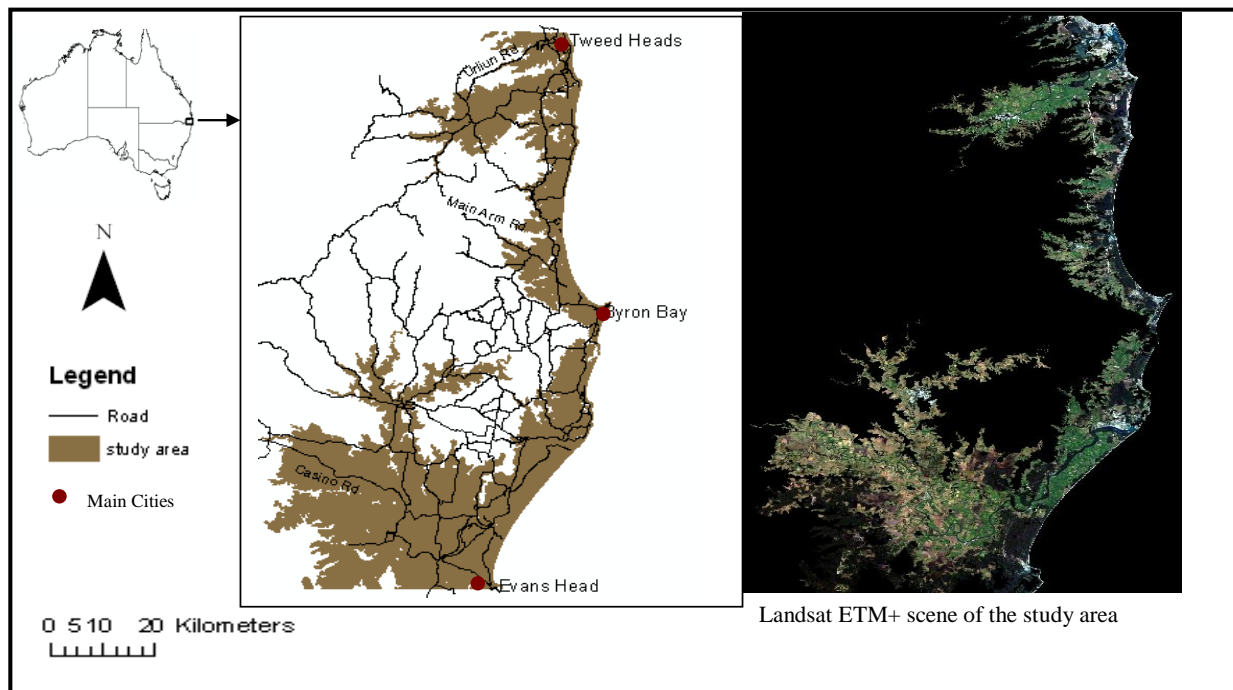 Tweed Heads
Urliun Rd
Main Arm Rd
Byron Bay
N
Legend
Road
study area
Main Cities
Casino Rd
Evans Head
0 5 10 20 Kilometers
Landsat ETM+ scene of the study area